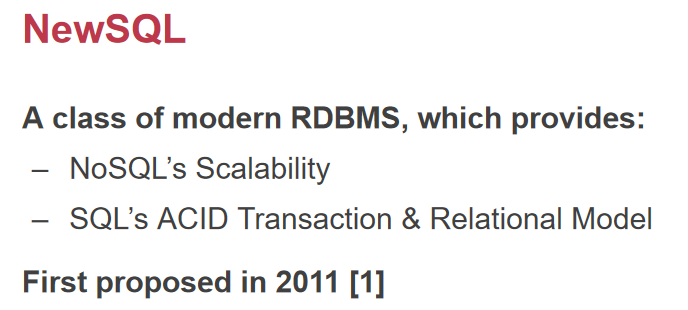 NewSQL
A class of modern RDBMS, which provides:
– NoSQL’s Scalability
– SQL’s ACID Transaction & Relational Model
First proposed in 2011 [1]